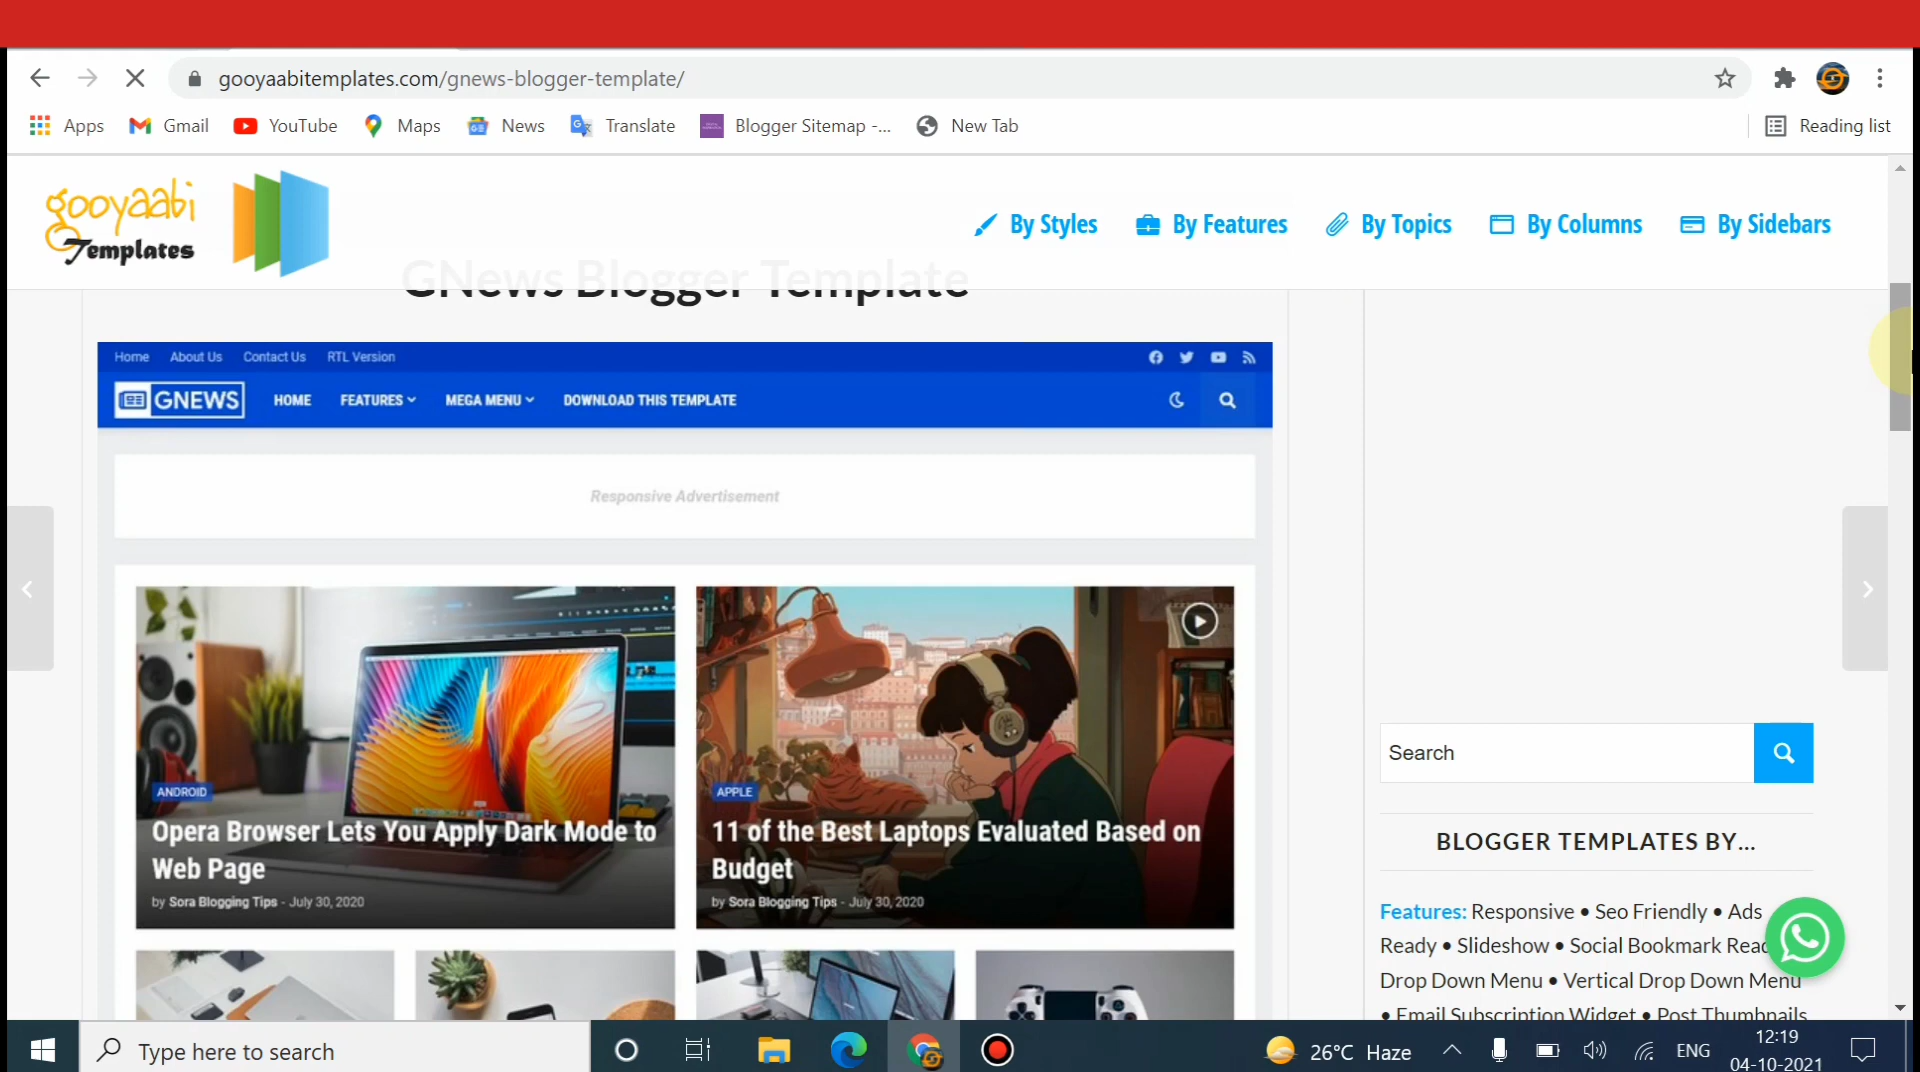 gooyaabitemplates.com/gnews-blogger-template/
Apps Gmail YouTube Maps News Translate Blogger Sitemap -... New Tab Reading list
gooyaabi
Templates
By Styles By Features By Topics By Columns By Sidebars
GNews Blogger Template
Home About Us Contact Us RTL Version
GNEWS HOME FEATURES MEGA MENU DOWNLOAD THIS TEMPLATE
Responsive Advertisement
ANDROID
Opera Browser Lets You Apply Dark Mode to
Web Page
by Sora Blogging Tips - July 30, 2020
APPLE
11 of the Best Laptops Evaluated Based on
Budget
by Sora Blogging Tips - July 30, 2020
Search
BLOGGER TEMPLATES BY...
Features: Responsive • Seo Friendly • Ads
Ready • Slideshow • Social Bookmark
Drop Down Menu • Vertical Drop Down Menu
• Email Subscription Widget • Post Thumbnails
Type here to search
26°C Haze
ENG
12:19
04-10-2021